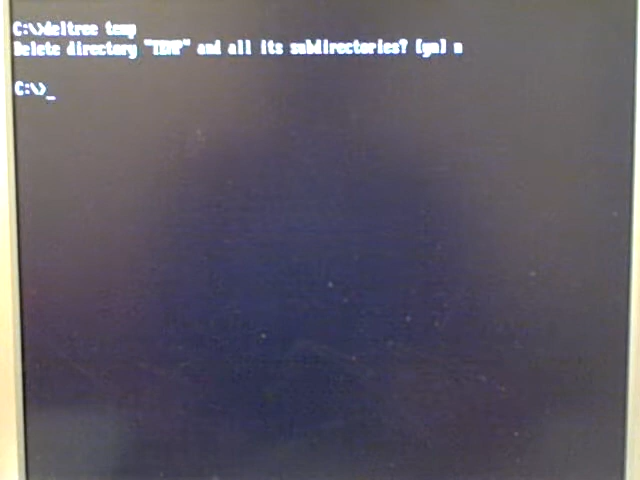 C:\>deltree temp
Delete directory "TEMP" and all its subdirectories? [yn] n
C:\>_